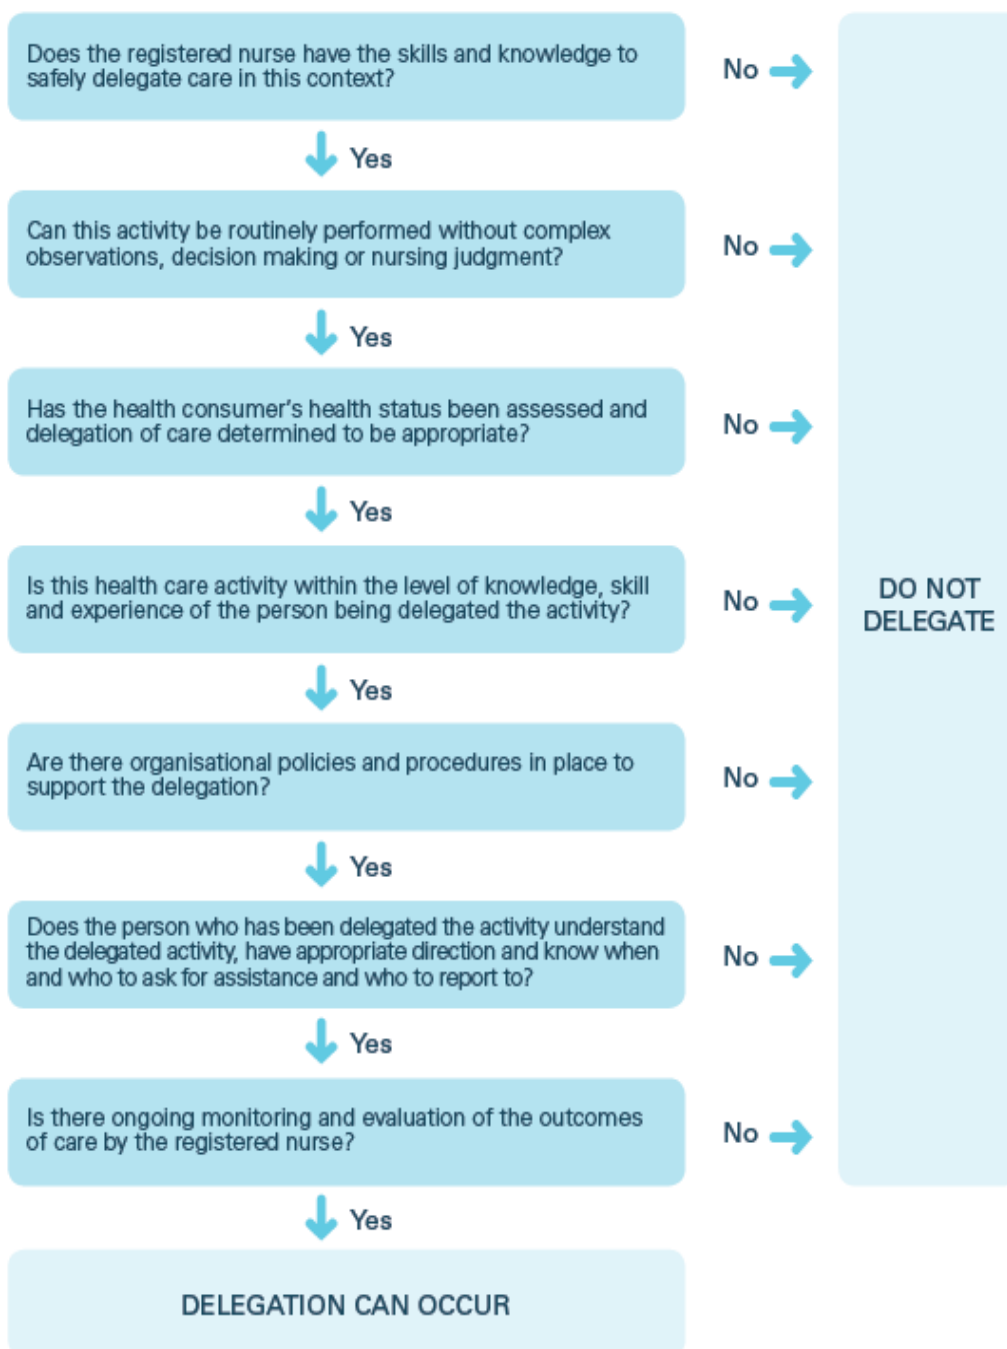 Does the registered nurse have the skills and knowledge to
safely delegate care in this context?
No
Yes
Can this activity be routinely performed without complex
observations, decision making or nursing judgment?
No
Yes
Has the health consumer's health status been assessed and
delegation of care determined to be appropriate?
No
Yes
Is this health care activity within the level of knowledge, skill
and experience of the person being delegated the activity?
No
DO NOT
DELEGATE
Yes
Are there organisational policies and procedures in place to
support the delegation?
No
Yes
Does the person who has been delegated the activity understand
the delegated activity, have appropriate direction and know when
and who to ask for assistance and who to report to?
No
Yes
Is there ongoing monitoring and evaluation of the outcomes
of care by the registered nurse?
No
Yes
DELEGATION CAN OCCUR